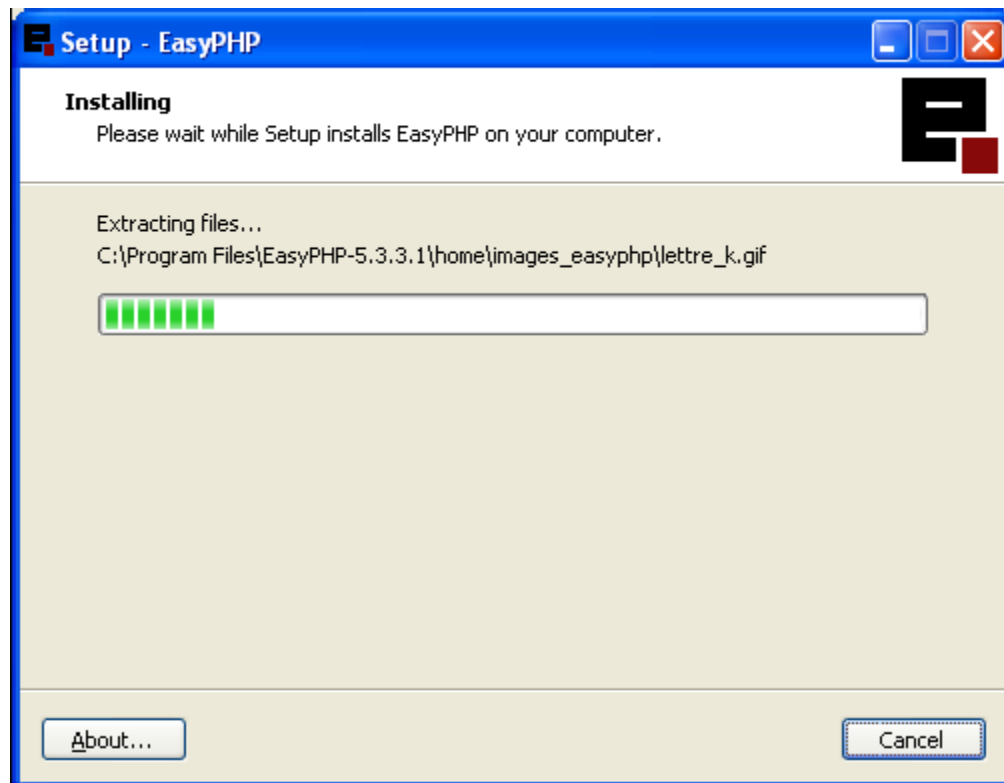 Setup - EasyPHP
Installing
Please wait while Setup installs EasyPHP on your computer.
Extracting files...
C:\Program Files\EasyPHP-5.3.3.1\home\images_easyphp\lettre_k.gif
About...
Cancel